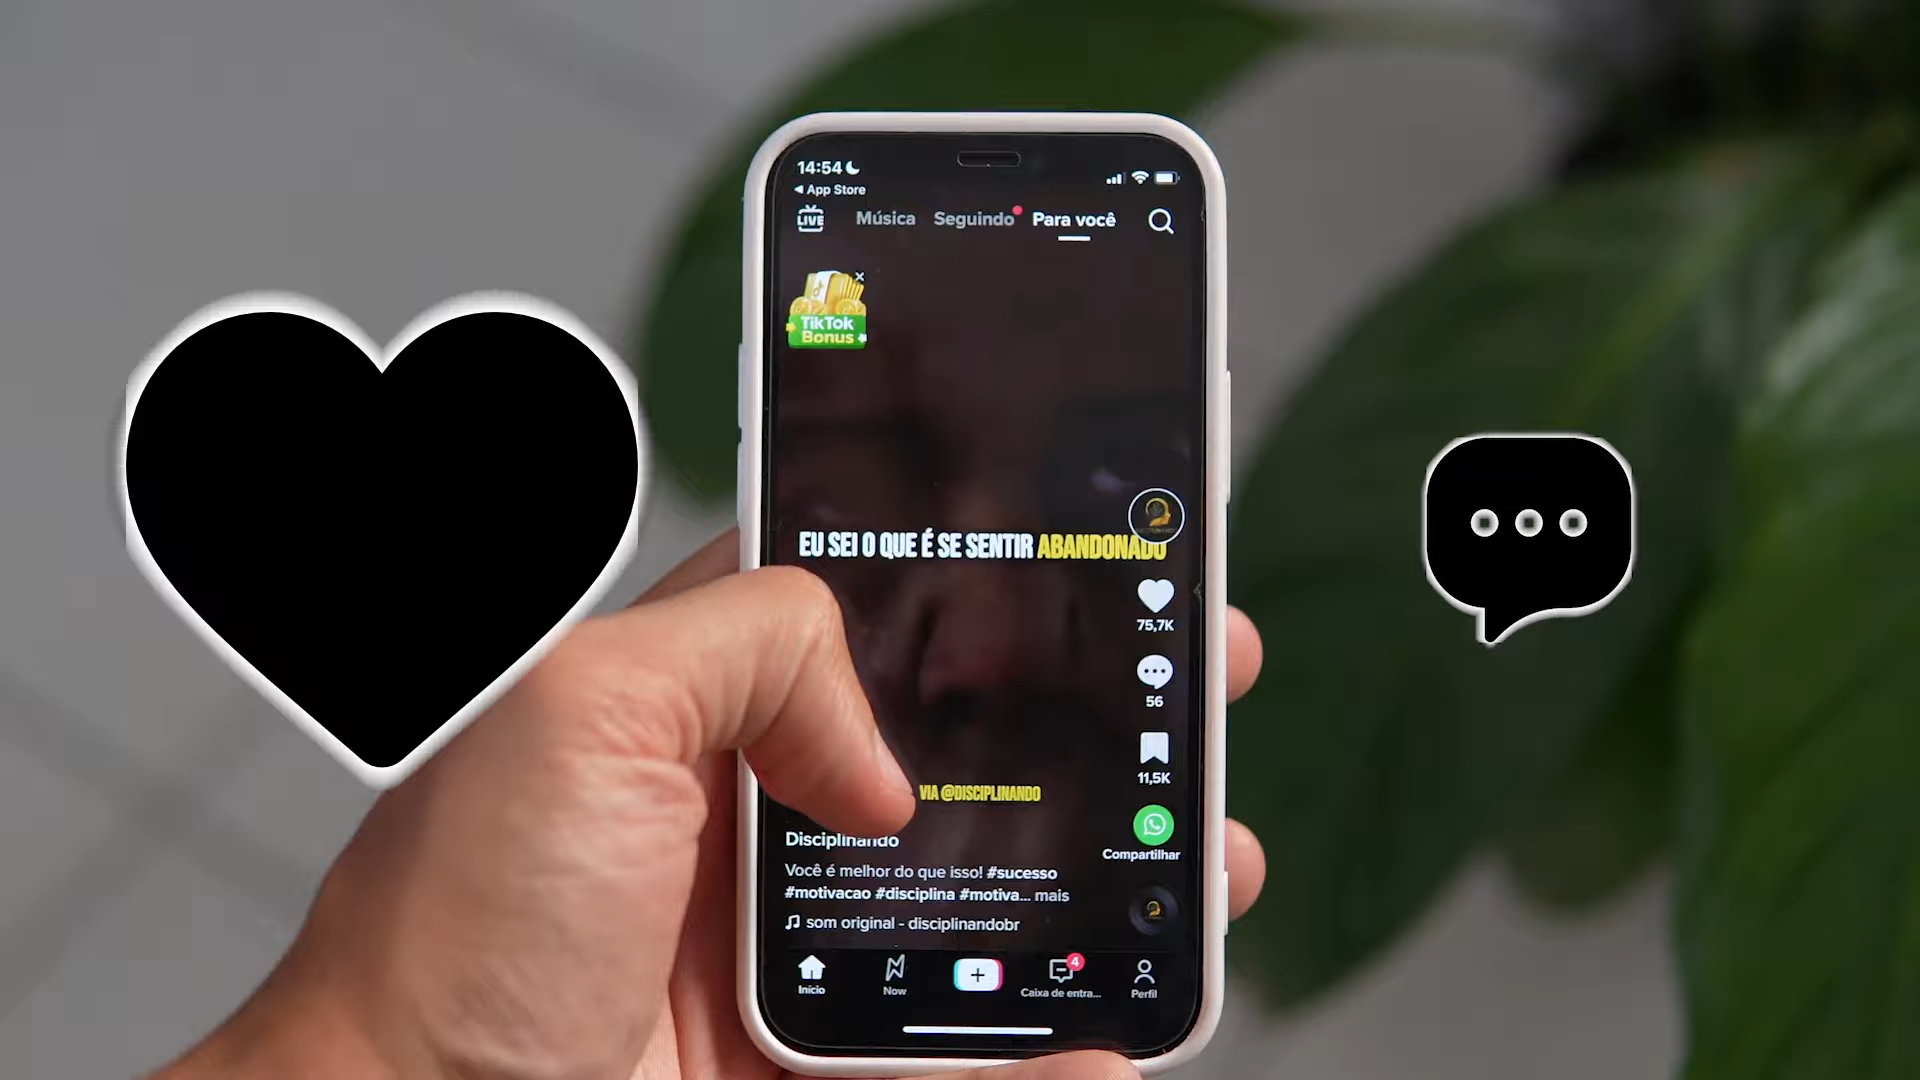 14:54
App Store
LIVE
Música Seguindo Para você
TikTok
Bonus
EU SEI O QUE É SE SENTIR ABANDONADO
75,7K
56
11,5K
VIA @DISCIPLINANDO
Disciplinando
Compartilhar
Você é melhor do que isso! #sucesso
#motivacao #disciplina #motiva... mais
som original - disciplinandobr
4
Início Now Caixa de entra... Perfil